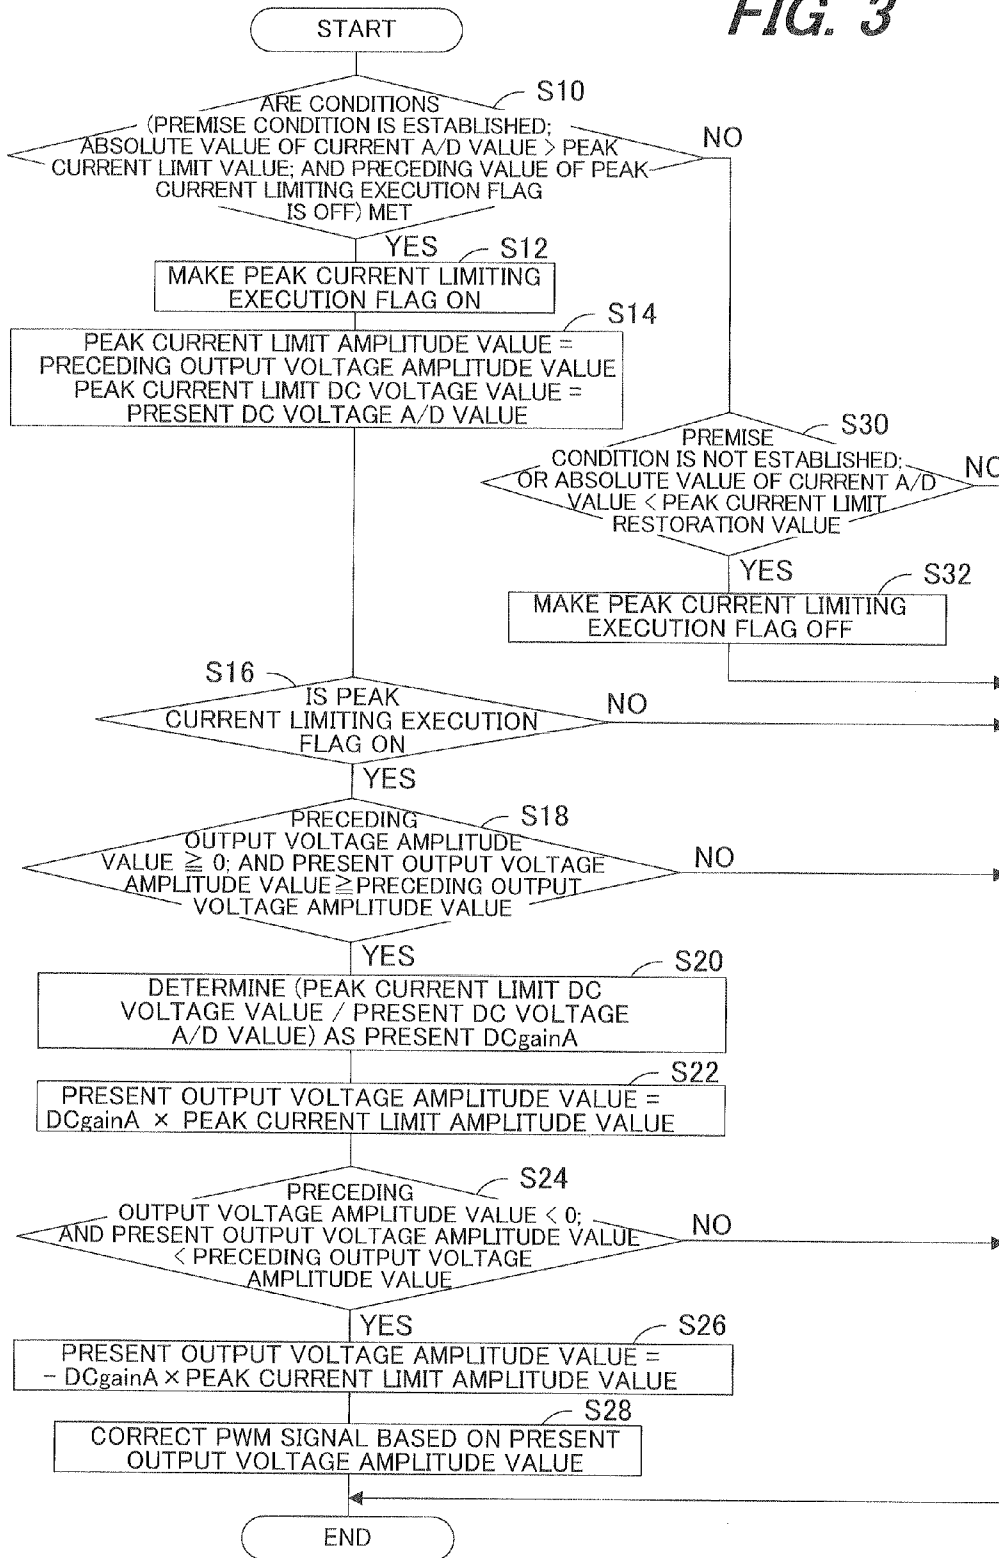 FIG. 3
START
S10
ARE CONDITIONS
(PREMISE CONDITION IS ESTABLISHED;
ABSOLUTE VALUE OF CURRENT A/D VALUE > PEAK
CURRENT LIMIT VALUE; AND PRECEDING VALUE OF PEAK
CURRENT LIMITING EXECUTION FLAG
IS OFF) MET
NO
YES
S12
MAKE PEAK CURRENT LIMITING
EXECUTION FLAG ON
S14
PEAK CURRENT LIMIT AMPLITUDE VALUE =
PRECEDING OUTPUT VOLTAGE AMPLITUDE VALUE
PEAK CURRENT LIMIT DC VOLTAGE VALUE =
PRESENT DC VOLTAGE A/D VALUE
S30
PREMISE
CONDITION IS NOT ESTABLISHED;
OR ABSOLUTE VALUE OF CURRENT A/D
VALUE < PEAK CURRENT LIMIT
RESTORATION VALUE
NO
YES
S32
MAKE PEAK CURRENT LIMITING
EXECUTION FLAG OFF
S16
IS PEAK
CURRENT LIMITING EXECUTION
FLAG ON
NO
YES
S18
PRECEDING
OUTPUT VOLTAGE AMPLITUDE
VALUE ≧ 0; AND PRESENT OUTPUT VOLTAGE
AMPLITUDE VALUE≧PRECEDING OUTPUT
VOLTAGE AMPLITUDE VALUE
NO
YES
S20
DETERMINE (PEAK CURRENT LIMIT DC
VOLTAGE VALUE / PRESENT DC VOLTAGE
A/D VALUE) AS PRESENT DCgainA
S22
PRESENT OUTPUT VOLTAGE AMPLITUDE VALUE =
DCgainA × PEAK CURRENT LIMIT AMPLITUDE VALUE
S24
PRECEDING
OUTPUT VOLTAGE AMPLITUDE VALUE < 0;
AND PRESENT OUTPUT VOLTAGE AMPLITUDE VALUE
< PRECEDING OUTPUT VOLTAGE
AMPLITUDE VALUE
NO
YES
S26
PRESENT OUTPUT VOLTAGE AMPLITUDE VALUE =
- DCgainA × PEAK CURRENT LIMIT AMPLITUDE VALUE
S28
CORRECT PWM SIGNAL BASED ON PRESENT
OUTPUT VOLTAGE AMPLITUDE VALUE
END